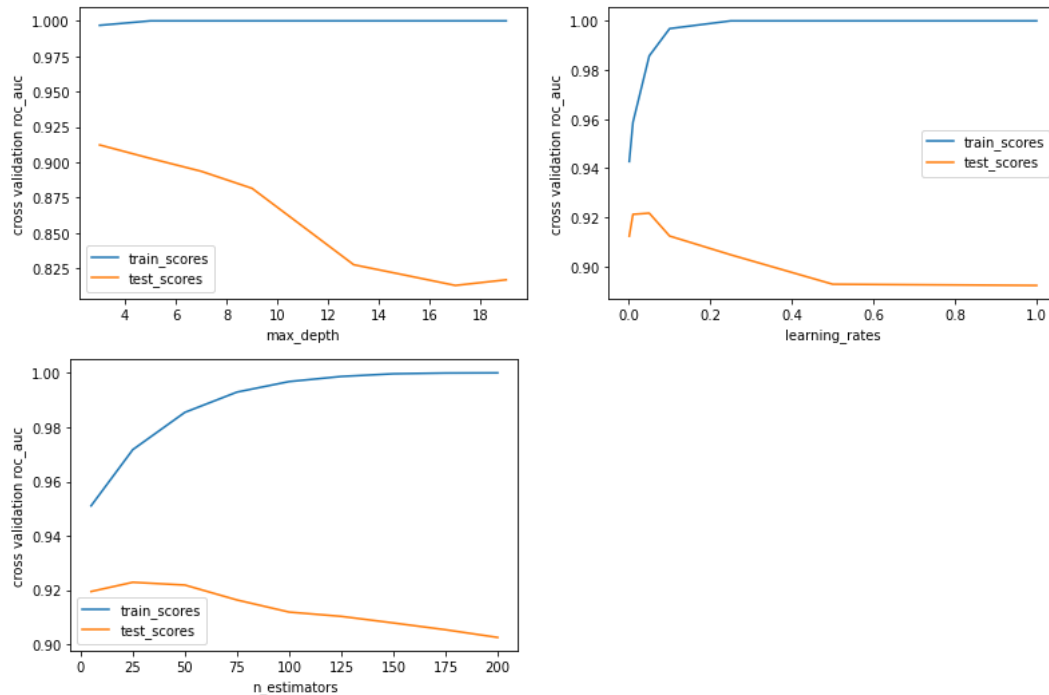 1.000
0.975
0.950
0.925
0.900
0.875
0.850
0.825
cross validation roc_auc
train_scores
test_scores
4 6 8 10 12 14 16 18
max_depth
1.00
0.98
0.96
0.94
0.92
0.90
cross validation roc_auc
train_scores
test_scores
0.0 0.2 0.4 0.6 0.8 1.0
learning_rates
1.00
0.98
0.96
0.94
0.92
0.90
cross validation roc_auc
train_scores
test_scores
0 25 50 75 100 125 150 175 200
n_estimators